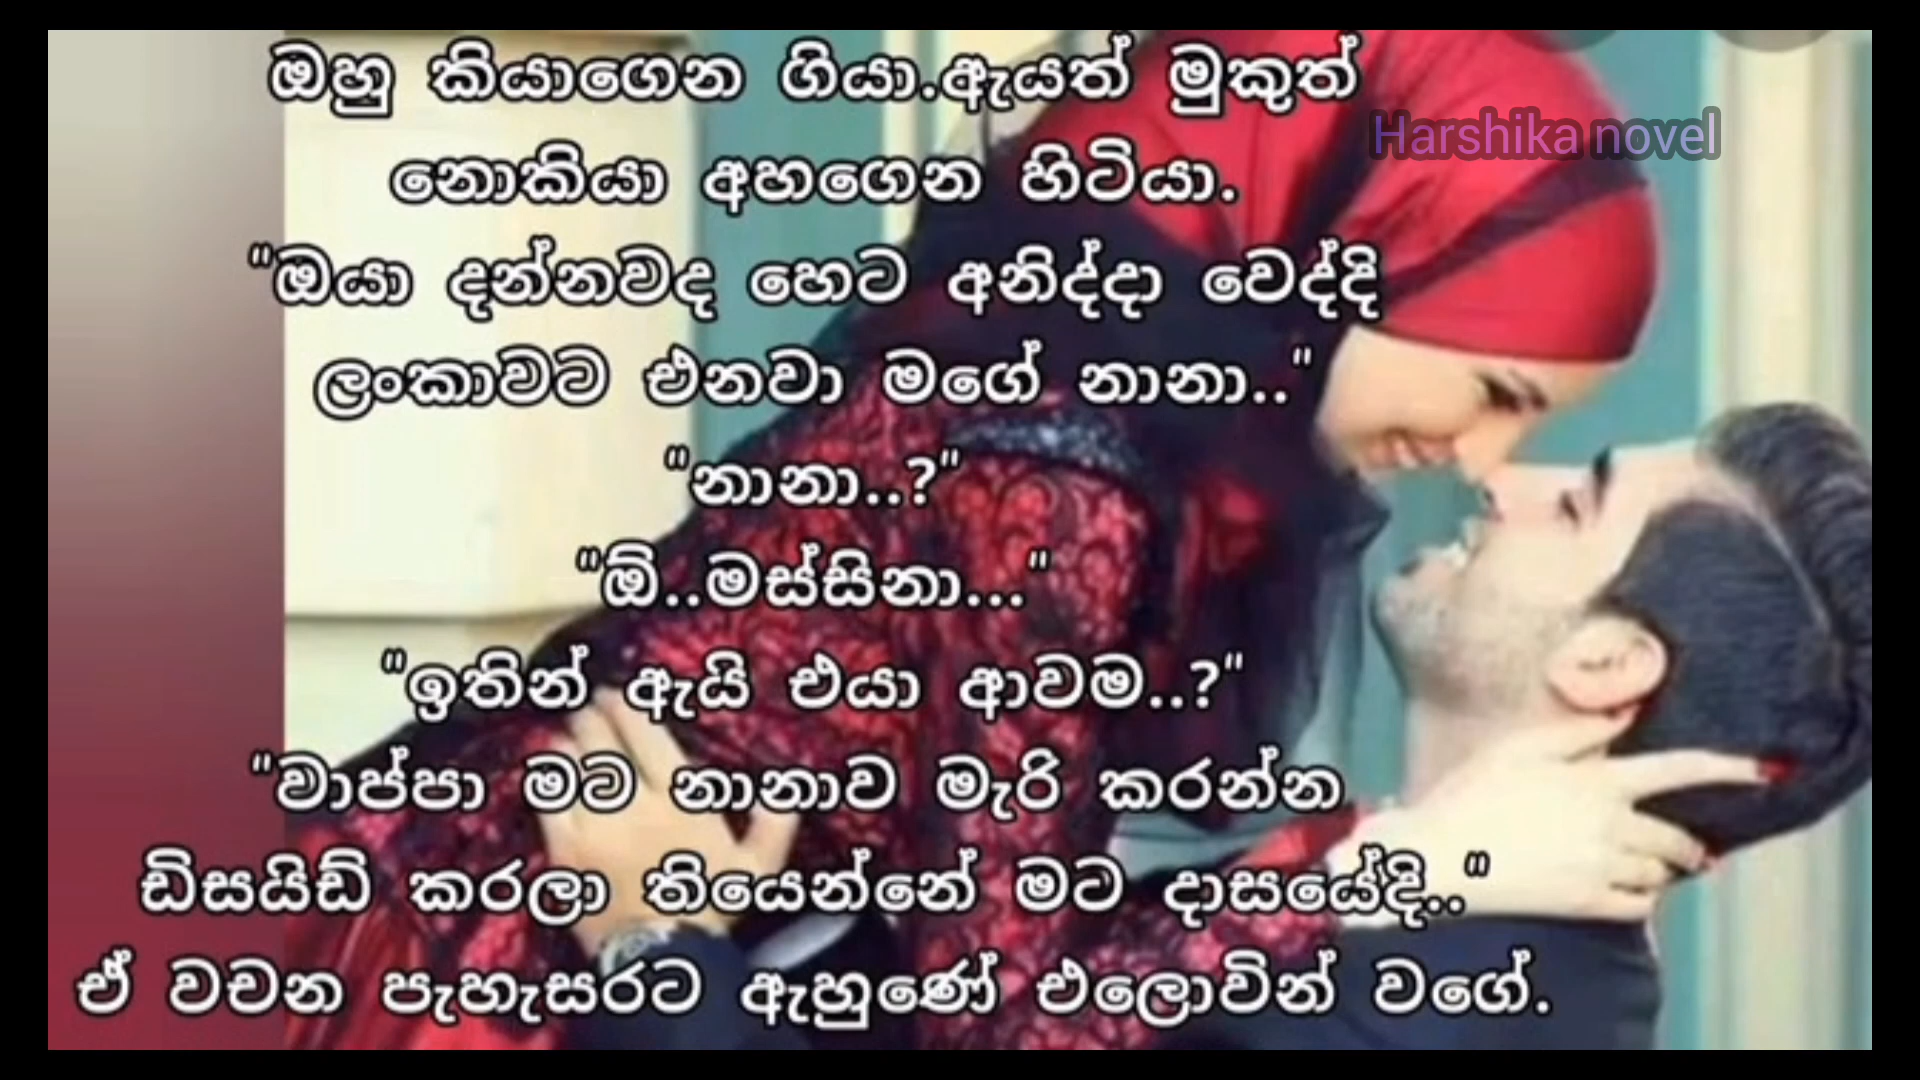 ඔහු කියාගෙන ගියා.ඇයත් මුකුත්
Harshika novel
නොකියා අහගෙන හිටියා.
"ඔයා දන්නවද හෙට අනිද්දා වෙද්දි
ලංකාවට එනවා මගේ නානා.."
"නානා..?"
"ඕ..මස්සිනා..."
"ඉතින් ඇයි එයා ආවම..?"
"වාප්පා මට නානාව මැරි කරන්න
ඩිසයිඩ් කරලා තියෙන්නේ මට දාසයේදි.."
ඒ වචන පැහැසරට ඇහුණේ එලොවින් වගේ.